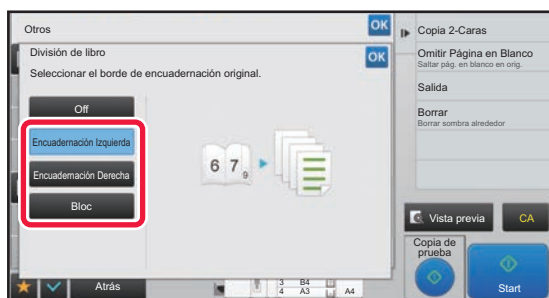 Otros
OK
División de libro
OK
Seleccionar el borde de encuadernación original.
Off
Encuadernación Izquierda
Encuadernación Derecha
Bloc
6 7 9
Atrás
3 B4
4 A3
A4
Copia 2-Caras
Omitir Página en Blanco
Saltar pág. en blanco en orig.
Salida
Borrar
Borrar sombra alrededor
Vista previa
CA
Copia de
prueba
Start